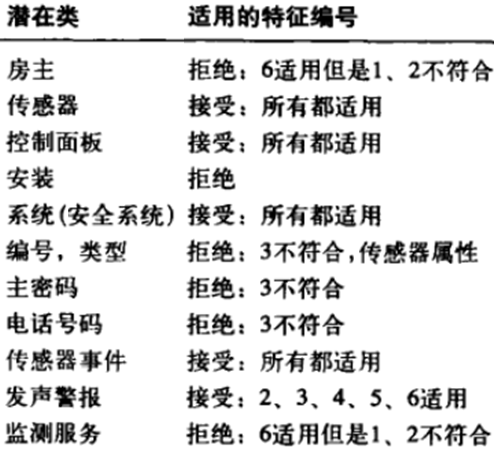 潜在类 适用的特征编号
房主 拒绝：6适用但是1、2不符合
传感器 接受：所有都适用
控制面板 接受：所有都适用
安装 拒绝
系统(安全系统) 接受：所有都适用
编号，类型 拒绝：3不符合,传感器属性
主密码 拒绝：3不符合
电话号码 拒绝：3不符合
传感器事件 接受：所有都适用
发声警报 接受：2、3、4、5、6适用
监测服务 拒绝：6适用但是1、2不符合